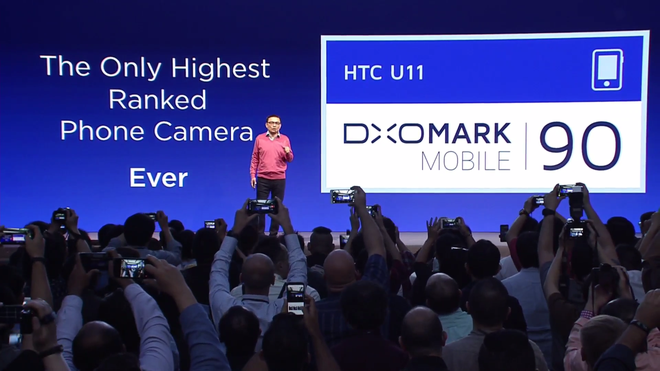 The Only Highest
Ranked
Phone Camera
Ever
HTC U11
DXOMARK
MOBILE
90